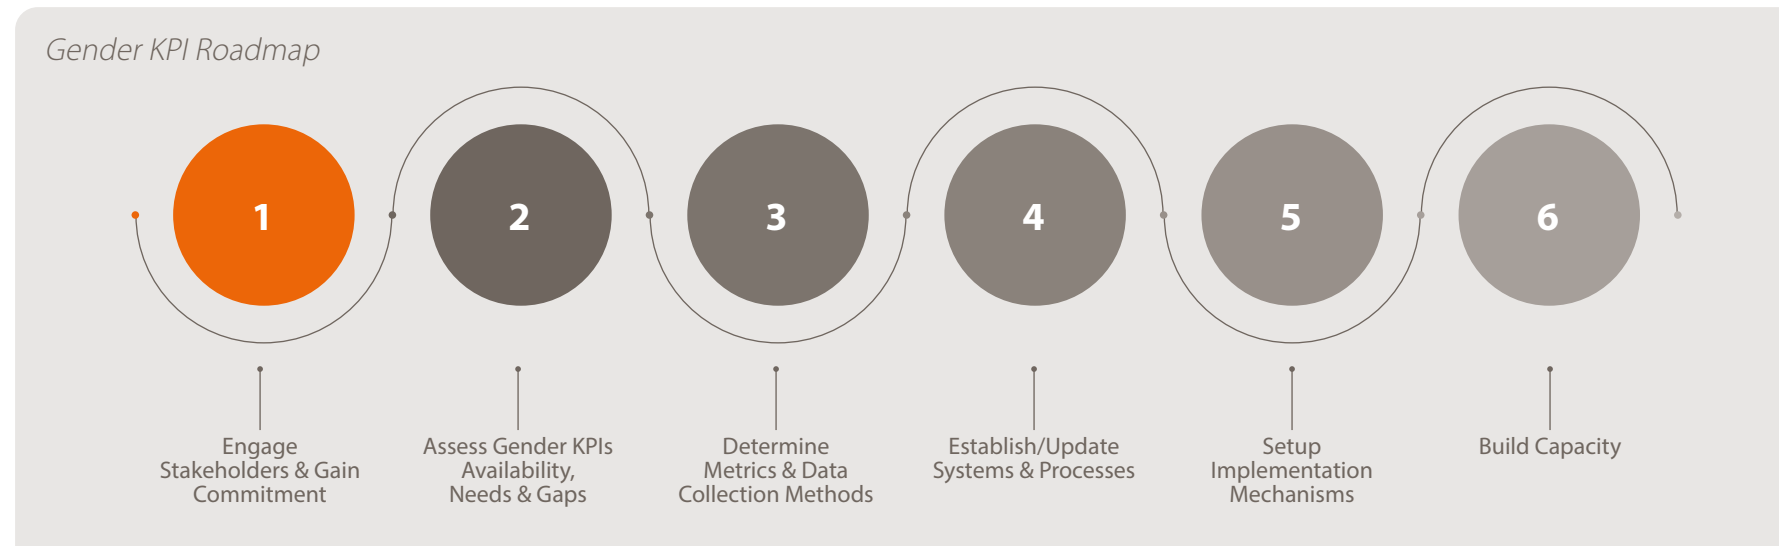 Gender KPI Roadmap
1
2
3
4
5
6
Engage
Stakeholders & Gain
Commitment
Assess Gender KPIs
Availability,
Needs & Gaps
Determine
Metrics & Data
Collection Methods
Establish/Update
Systems & Processes
Setup
Implementation
Mechanisms
Build Capacity